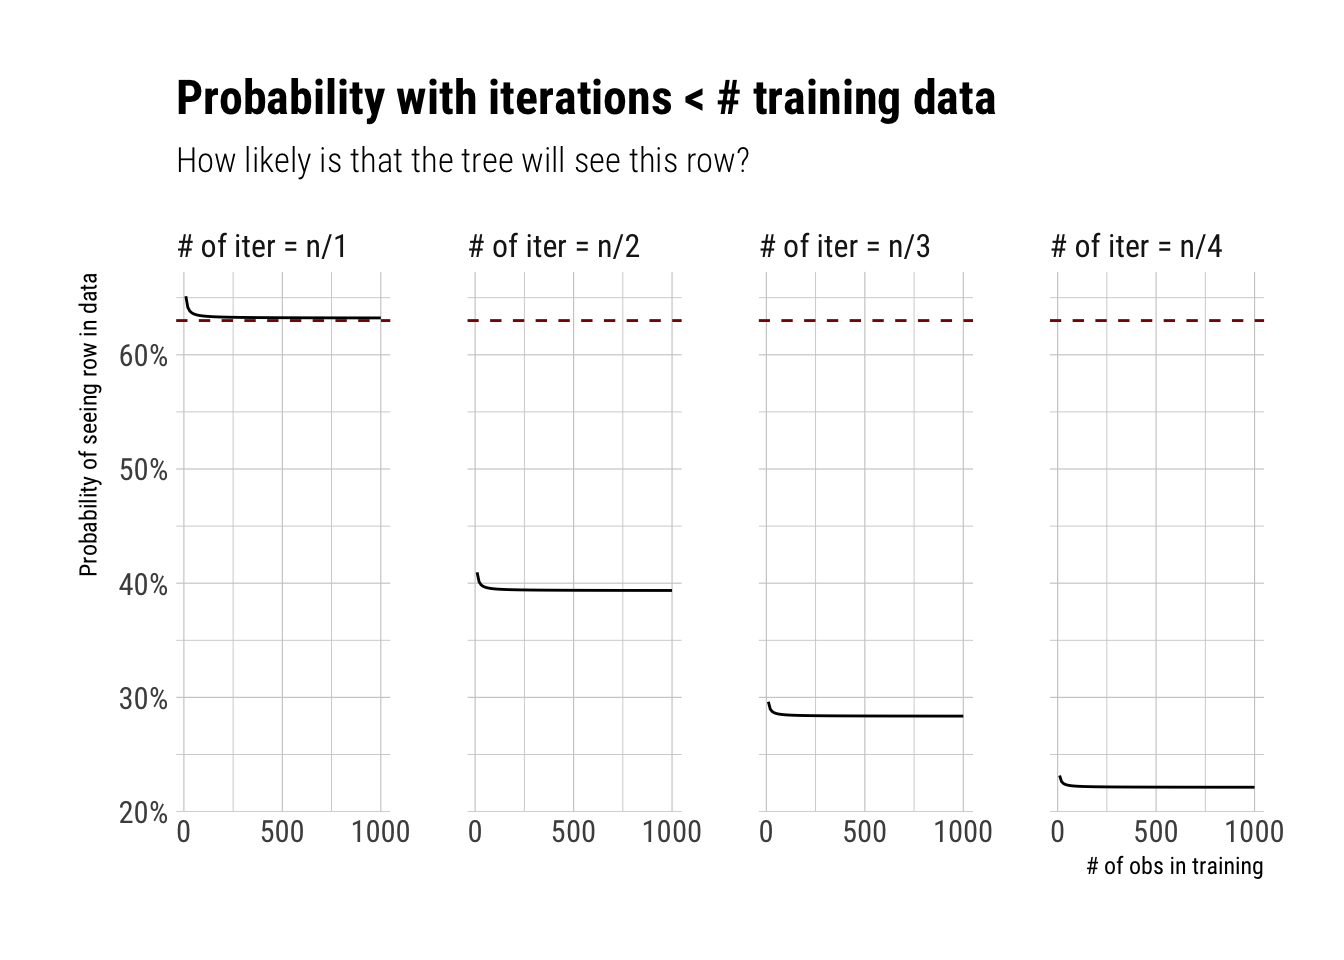 Probability with iterations < # training data
How likely is that the tree will see this row?
# of iter = n/1
# of iter = n/2
# of iter = n/3
# of iter = n/4
Probability of seeing row in data
60%
50%
40%
30%
20%
0 500 1000
0 500 1000
0 500 1000
0 500 1000
# of obs in training